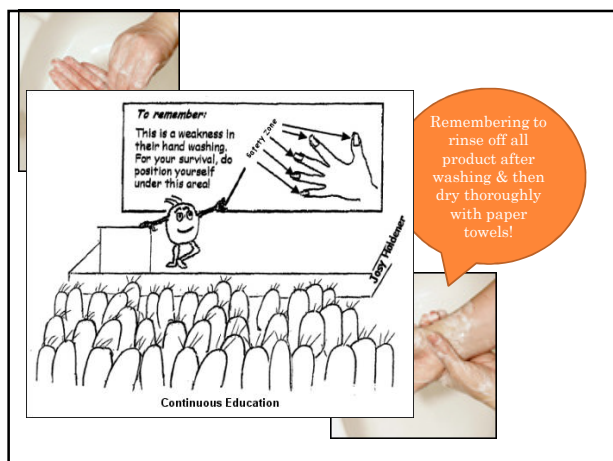 To remember:
This is a weakness in
their hand washing.
For your survival, do
position yourself
under this area!
Safety Zone
Josy Holdener
Continuous Education
Remembering to
rinse off all
product after
washing & then
dry thoroughly
with paper
towels!